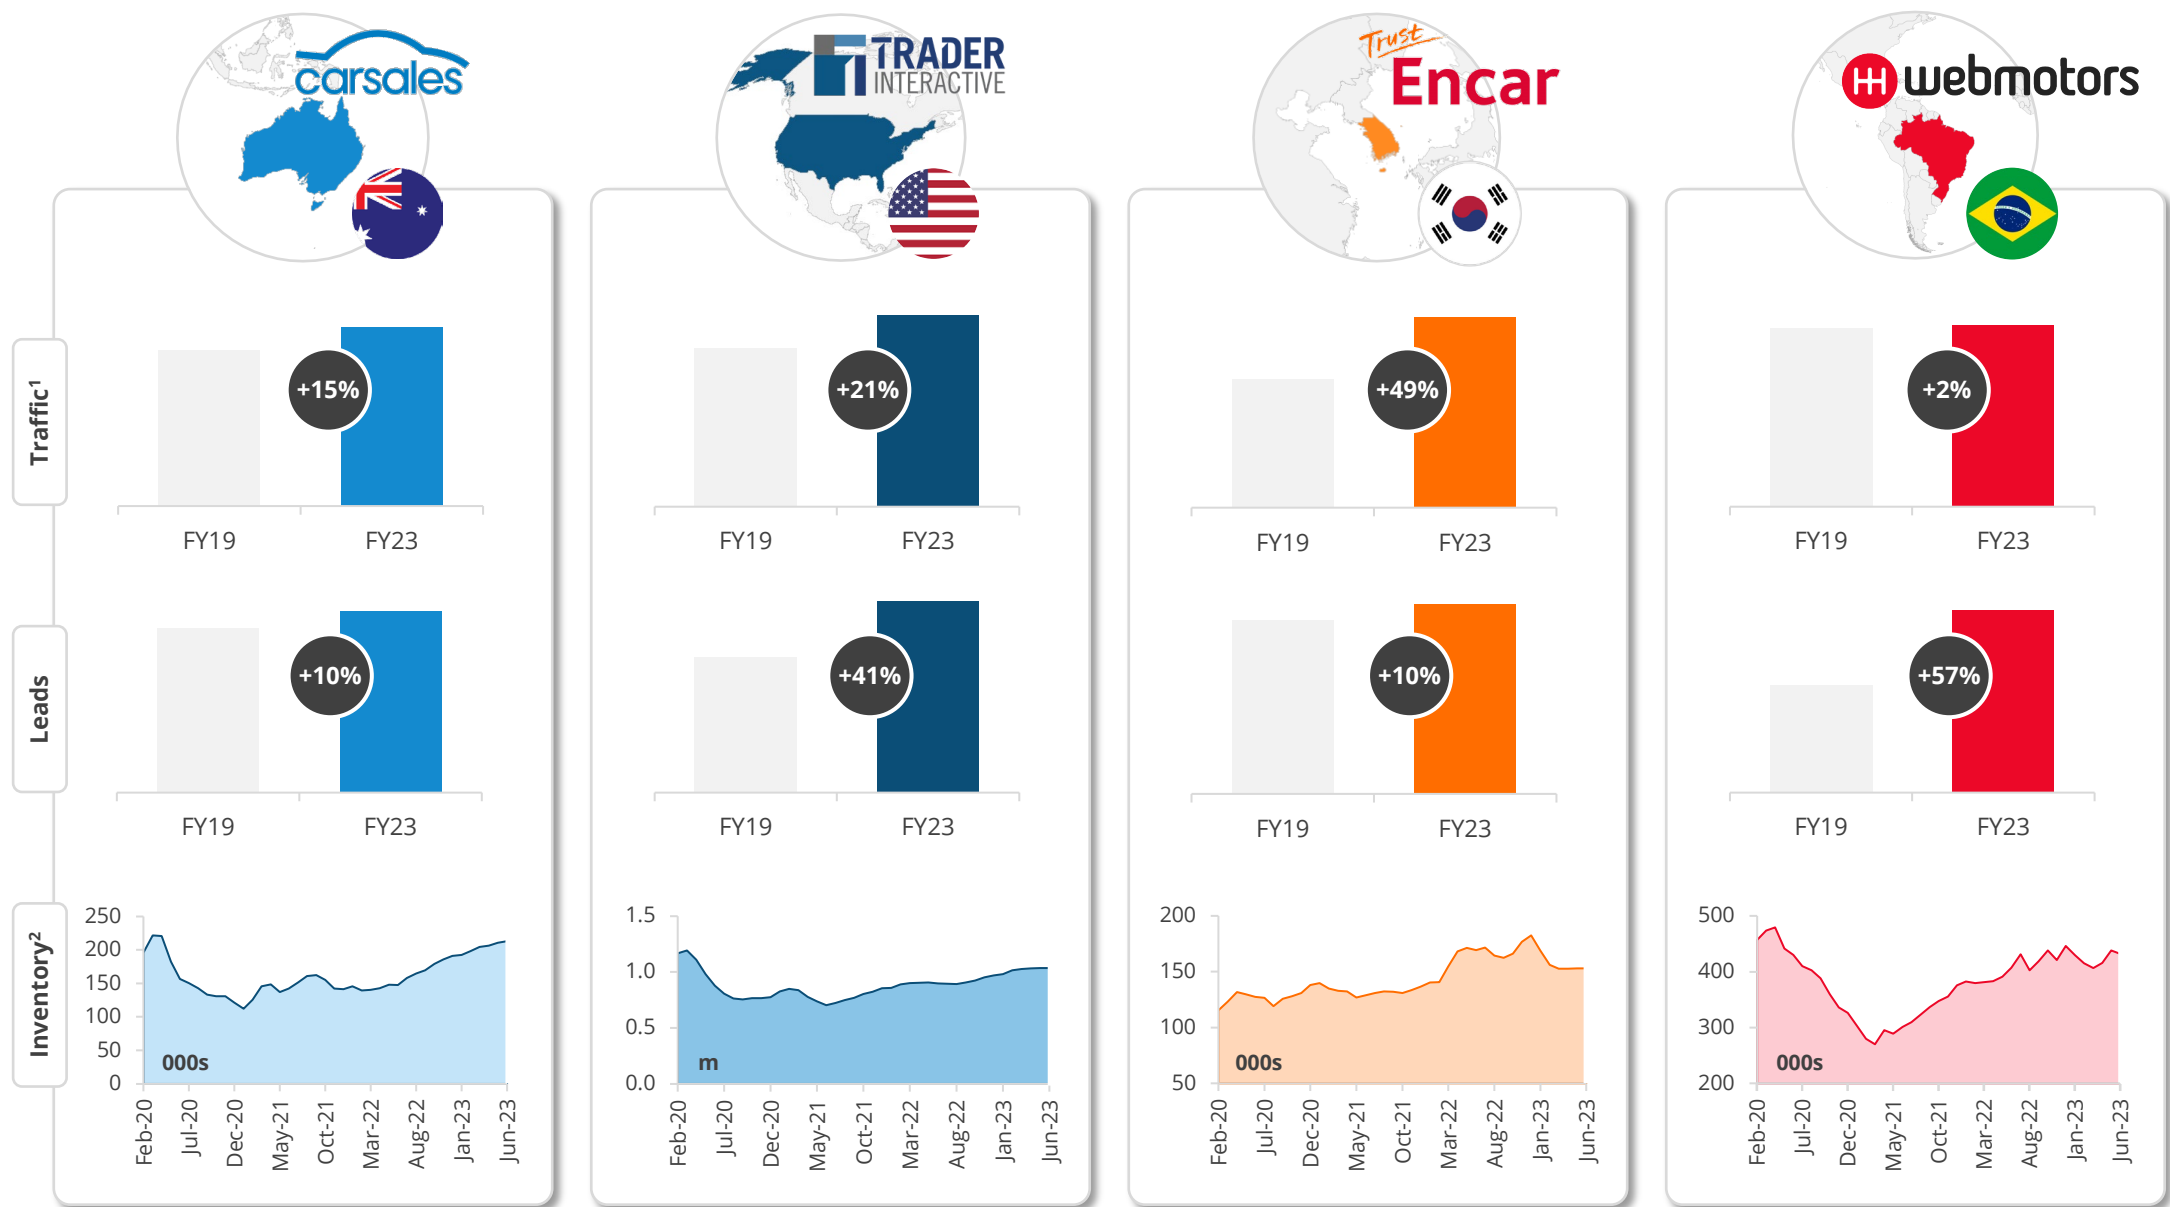 carsales
TRADER
INTERACTIVE
Trust
Encar
webmotors
Traffic¹
+15%
FY19 FY23
+21%
FY19 FY23
+49%
FY19 FY23
+2%
FY19 FY23
Leads
+10%
FY19 FY23
+41%
FY19 FY23
+10%
FY19 FY23
+57%
FY19 FY23
Inventory²
250
200
150
100
50
0
000s
Feb-20 Jul-20 Dec-20 May-21 Oct-21 Mar-22 Aug-22 Jan-23 Jun-23
1.5
1.0
0.5
0.0
m
Feb-20 Jul-20 Dec-20 May-21 Oct-21 Mar-22 Aug-22 Jan-23 Jun-23
200
150
100
50
000s
Feb-20 Jul-20 Dec-20 May-21 Oct-21 Mar-22 Aug-22 Jan-23 Jun-23
500
400
300
200
000s
Feb-20 Jul-20 Dec-20 May-21 Oct-21 Mar-22 Aug-22 Jan-23 Jun-23